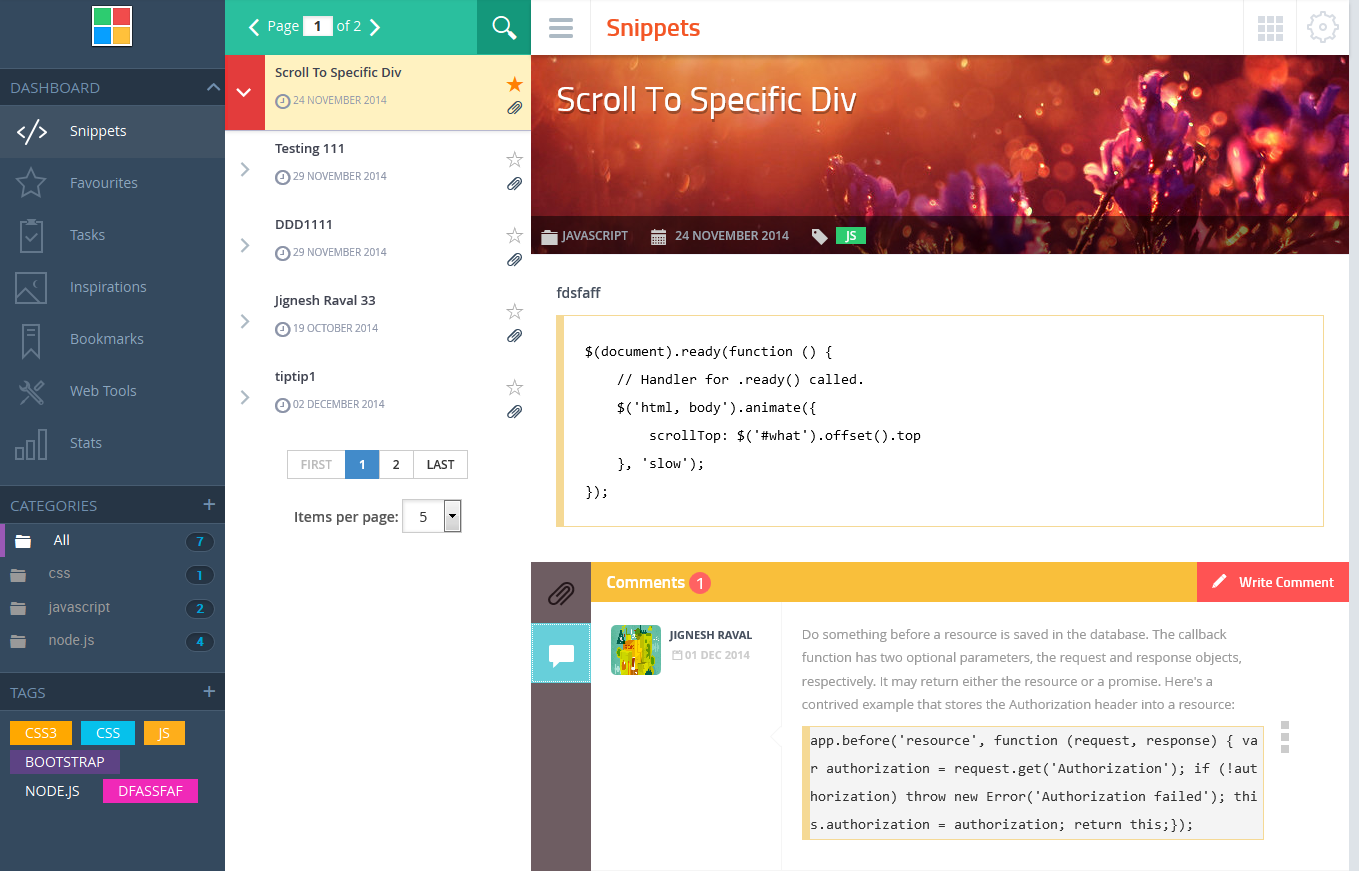 DASHBOARD
Snippets
Favourites
Tasks
Inspirations
Bookmarks
Web Tools
Stats
CATEGORIES +
All 7
css 1
javascript 2
node.js 4
TAGS +
CSS3 CSS JS
BOOTSTRAP
NODE.JS DFASSFAF
Page 1 of 2
Scroll To Specific Div
24 NOVEMBER 2014
Testing 111
29 NOVEMBER 2014
DDD1111
29 NOVEMBER 2014
Jignesh Raval 33
19 OCTOBER 2014
tiptip1
02 DECEMBER 2014
FIRST 1 2 LAST
Items per page: 5
Snippets
Scroll To Specific Div
JAVASCRIPT 24 NOVEMBER 2014 JS
fdsfaff
$(document).ready(function () {
// Handler for .ready() called.
$('html, body').animate({
scrollTop: $('#what').offset().top
}, 'slow');
});
Comments 1
Write Comment
JIGNESH RAVAL
01 DEC 2014
Do something before a resource is saved in the database. The callback
function has two optional parameters, the request and response objects,
respectively. It may return either the resource or a promise. Here's a
contrived example that stores the Authorization header into a resource:
app.before('resource', function (request, response) { va
r authorization = request.get('Authorization'); if (!aut
horization) throw new Error('Authorization failed'); thi
s.authorization = authorization; return this;});